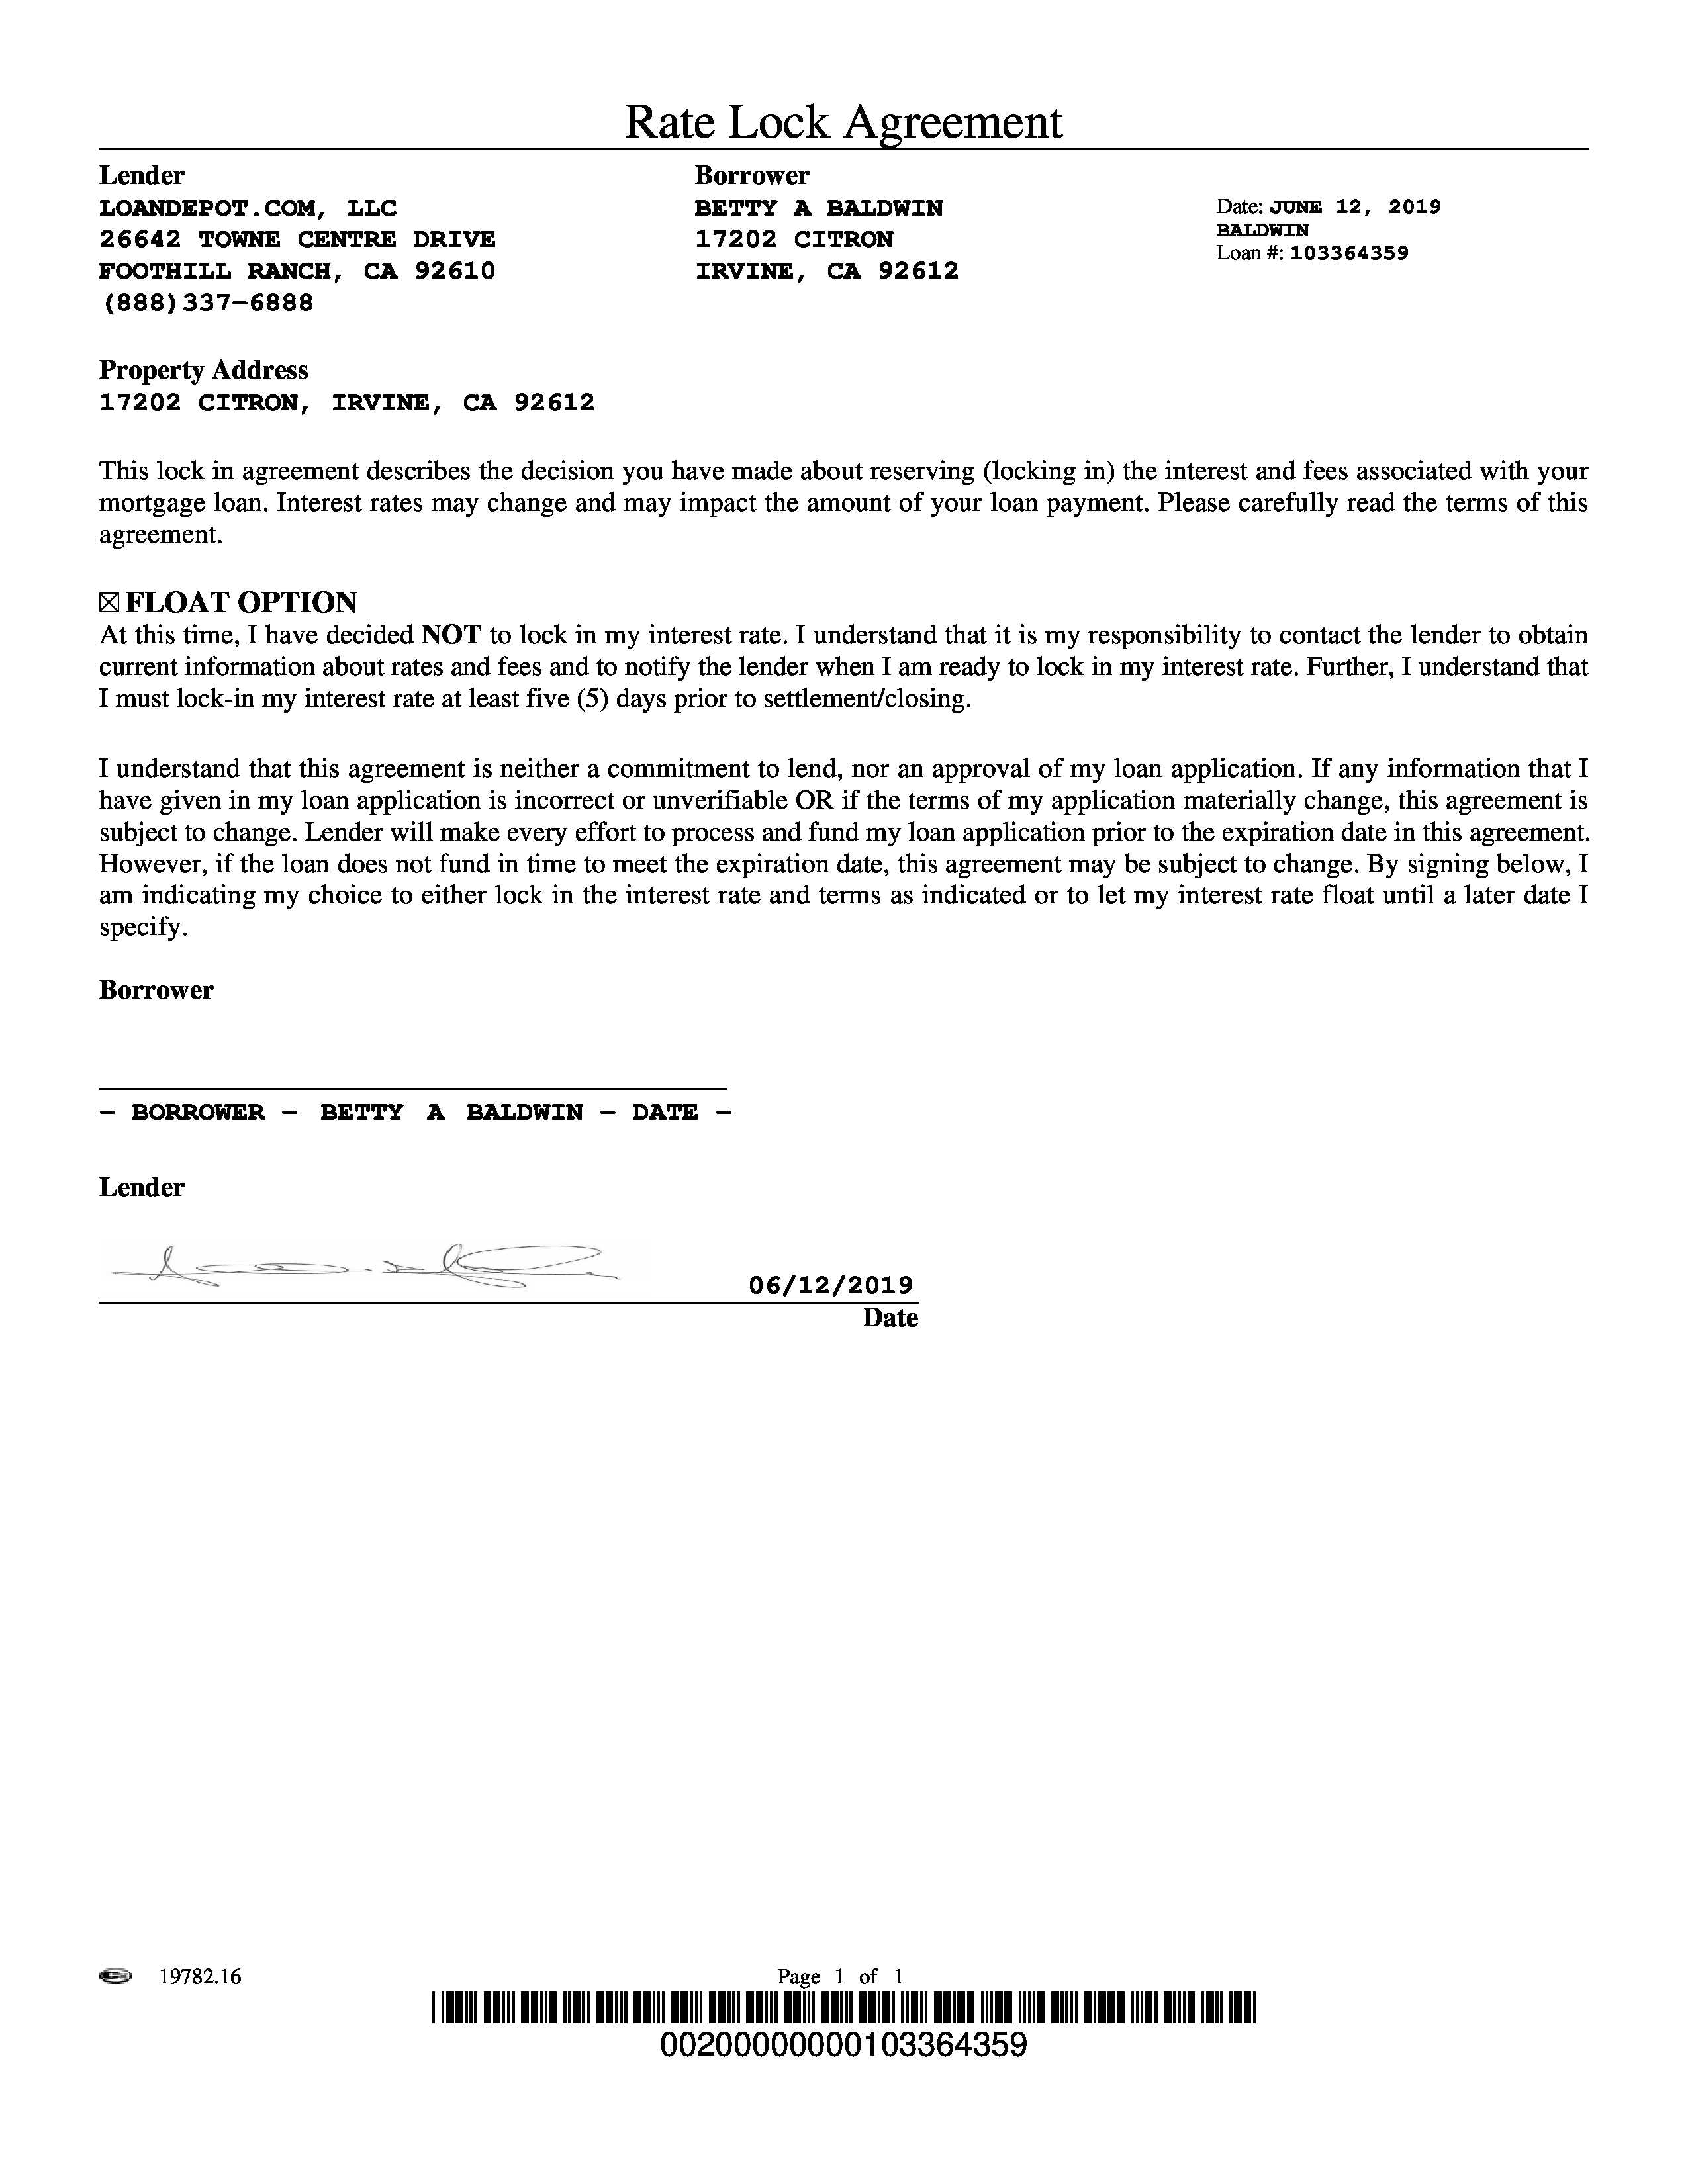 Rate Lock Agreement
Lender
LOANDEPOT.COM, LLC
26642 TOWNE CENTRE DRIVE
FOOTHILL RANCH, CA 92610
(888)337-6888
Borrower
BETTY A BALDWIN
17202 CITRON
IRVINE, CA 92612
Date: JUNE 12, 2019
BALDWIN
Loan #: 103364359
Property Address
17202 CITRON, IRVINE, CA 92612
This lock in agreement describes the decision you have made about reserving (locking in) the interest and fees associated with your
mortgage loan. Interest rates may change and may impact the amount of your loan payment. Please carefully read the terms of this
agreement.
☒ FLOAT OPTION
At this time, I have decided NOT to lock in my interest rate. I understand that it is my responsibility to contact the lender to obtain
current information about rates and fees and to notify the lender when I am ready to lock in my interest rate. Further, I understand that
I must lock-in my interest rate at least five (5) days prior to settlement/closing.
I understand that this agreement is neither a commitment to lend, nor an approval of my loan application. If any information that I
have given in my loan application is incorrect or unverifiable OR if the terms of my application materially change, this agreement is
subject to change. Lender will make every effort to process and fund my loan application prior to the expiration date in this agreement.
However, if the loan does not fund in time to meet the expiration date, this agreement may be subject to change. By signing below, I
am indicating my choice to either lock in the interest rate and terms as indicated or to let my interest rate float until a later date I
specify.
Borrower
- BORROWER - BETTY A BALDWIN - DATE -
Lender
06/12/2019
Date
19782.16
Page 1 of 1
00200000000103364359